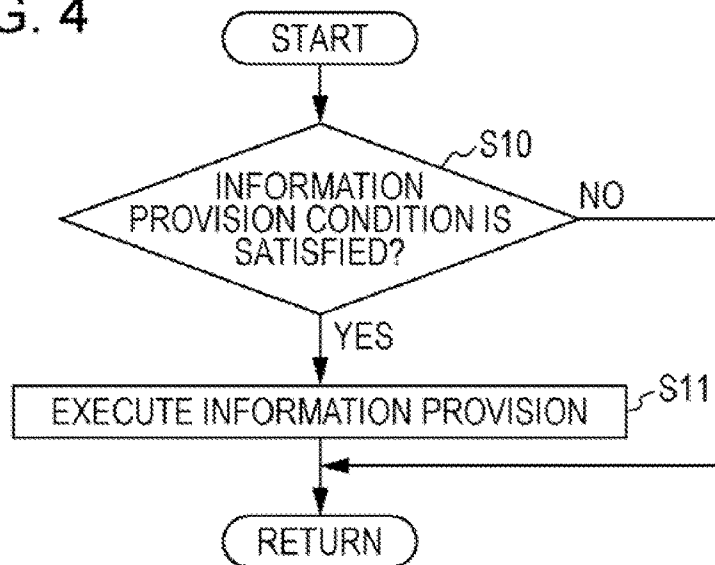 G. 4
START
S10
INFORMATION
PROVISION CONDITION IS
SATISFIED?
NO
YES
EXECUTE INFORMATION PROVISION
S11
RETURN